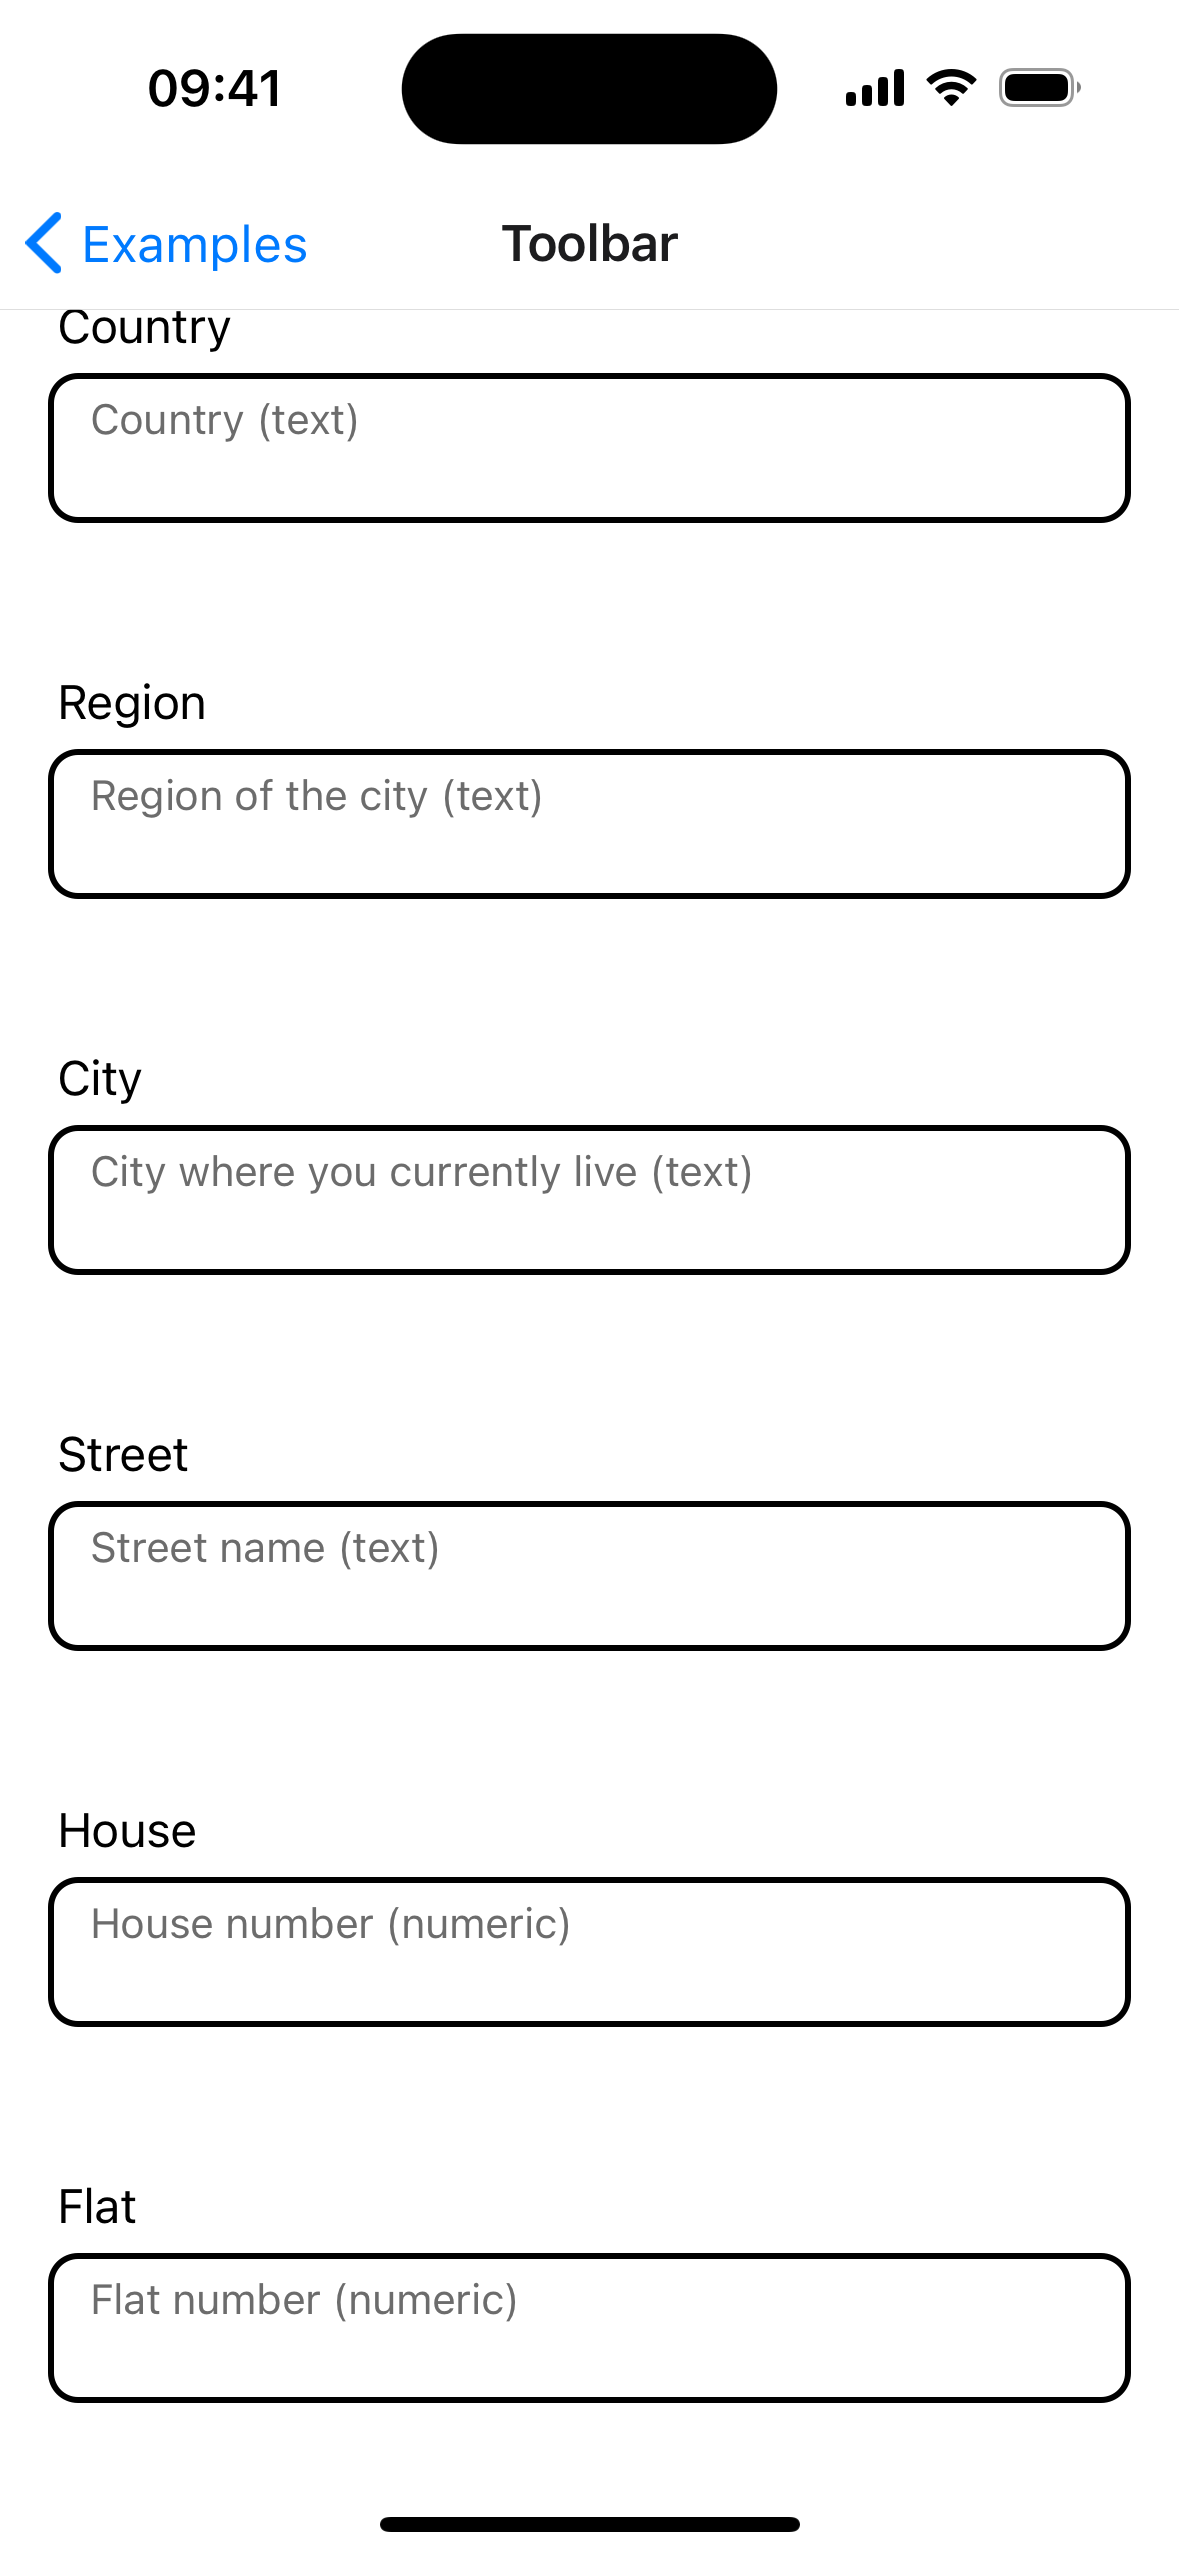 09:41
Examples
Toolbar
Country
Country (text)
Region
Region of the city (text)
City
City where you currently live (text)
Street
Street name (text)
House
House number (numeric)
Flat
Flat number (numeric)